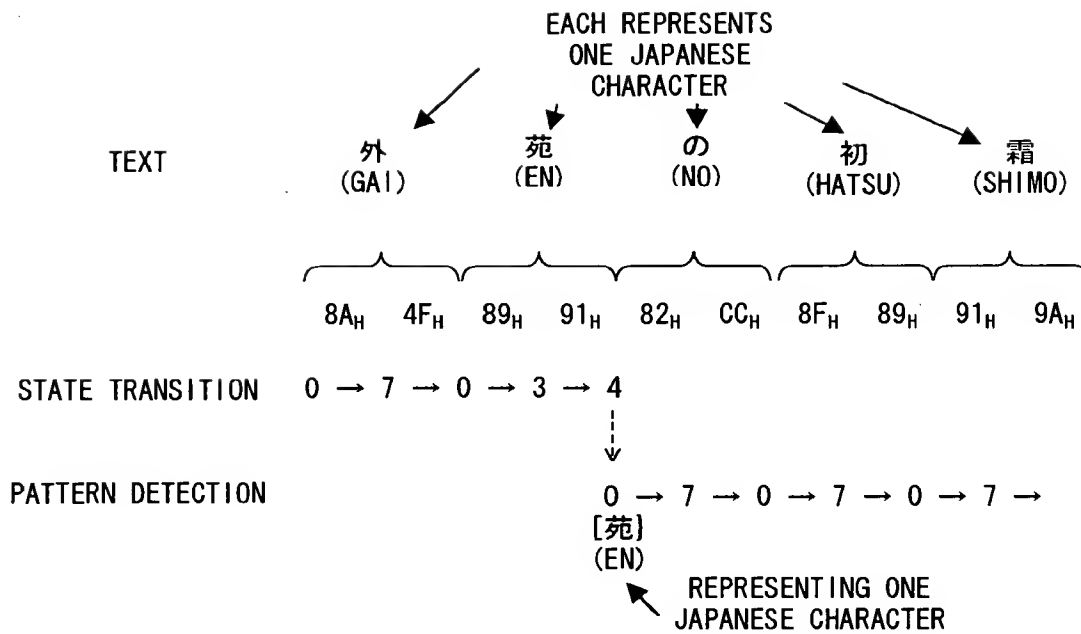 EACH REPRESENTS
ONE JAPANESE
CHARACTER
TEXT
外 苑 の 初 霜
(GAI) (EN) (NO) (HATSU) (SHIMO)
8AH 4FH 89H 91H 82H CCH 8FH 89H 91H 9AH
STATE TRANSITION 0 → 7 → 0 → 3 → 4
PATTERN DETECTION 0 → 7 → 0 → 7 → 0 → 7 →
[苑]
(EN)
REPRESENTING ONE
JAPANESE CHARACTER